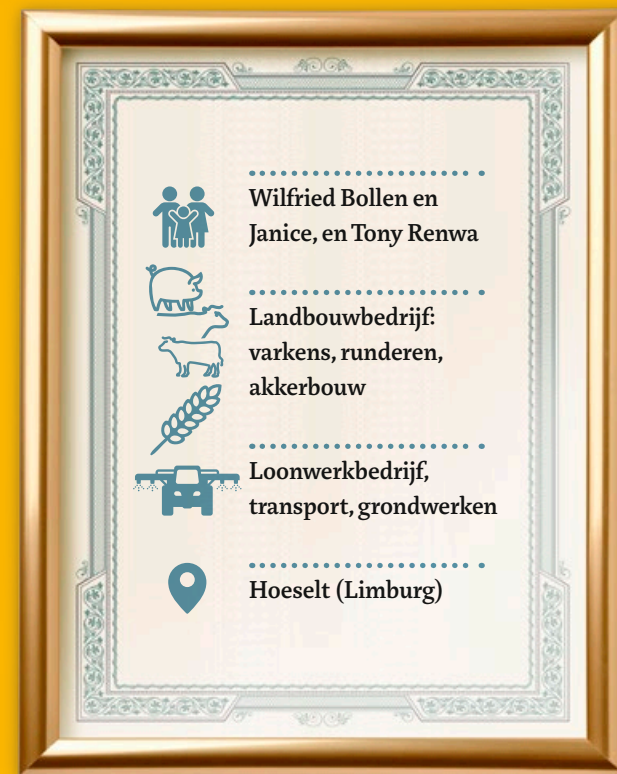 Wilfried Bollen en
Janice, en Tony Renwa
Landbouwbedrijf:
varkens, runderen,
akkerbouw
Loonwerkbedrijf,
transport, grondwerken
Hoeselt (Limburg)